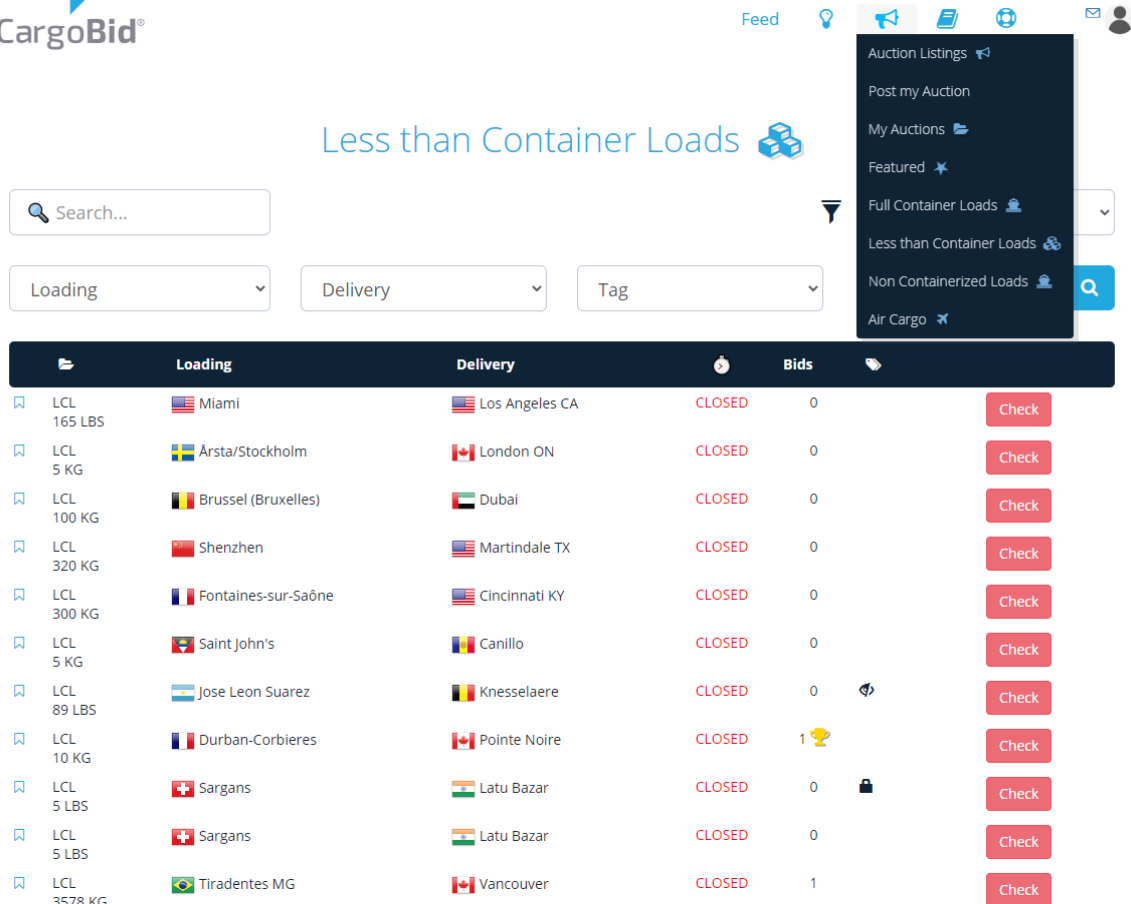 CargoBid®
Feed
Auction Listings
Post my Auction
My Auctions
Featured
Full Container Loads
Less than Container Loads
Non Containerized Loads
Air Cargo
Less than Container Loads
Search...
Loading Delivery Tag
Loading Delivery Bids
LCL Miami Los Angeles CA CLOSED 0 Check
165 LBS
LCL Årsta/Stockholm London ON CLOSED 0 Check
5 KG
LCL Brussel (Bruxelles) Dubai CLOSED 0 Check
100 KG
LCL Shenzhen Martindale TX CLOSED 0 Check
320 KG
LCL Fontaines-sur-Saône Cincinnati KY CLOSED 0 Check
300 KG
LCL Saint John's Canillo CLOSED 0 Check
5 KG
LCL Jose Leon Suarez Knesselaere CLOSED 0 Check
89 LBS
LCL Durban-Corbieres Pointe Noire CLOSED 1 Check
10 KG
LCL Sargans Latu Bazar CLOSED 0 Check
5 LBS
LCL Sargans Latu Bazar CLOSED 0 Check
5 LBS
LCL Tiradentes MG Vancouver CLOSED 1 Check
3578 KG